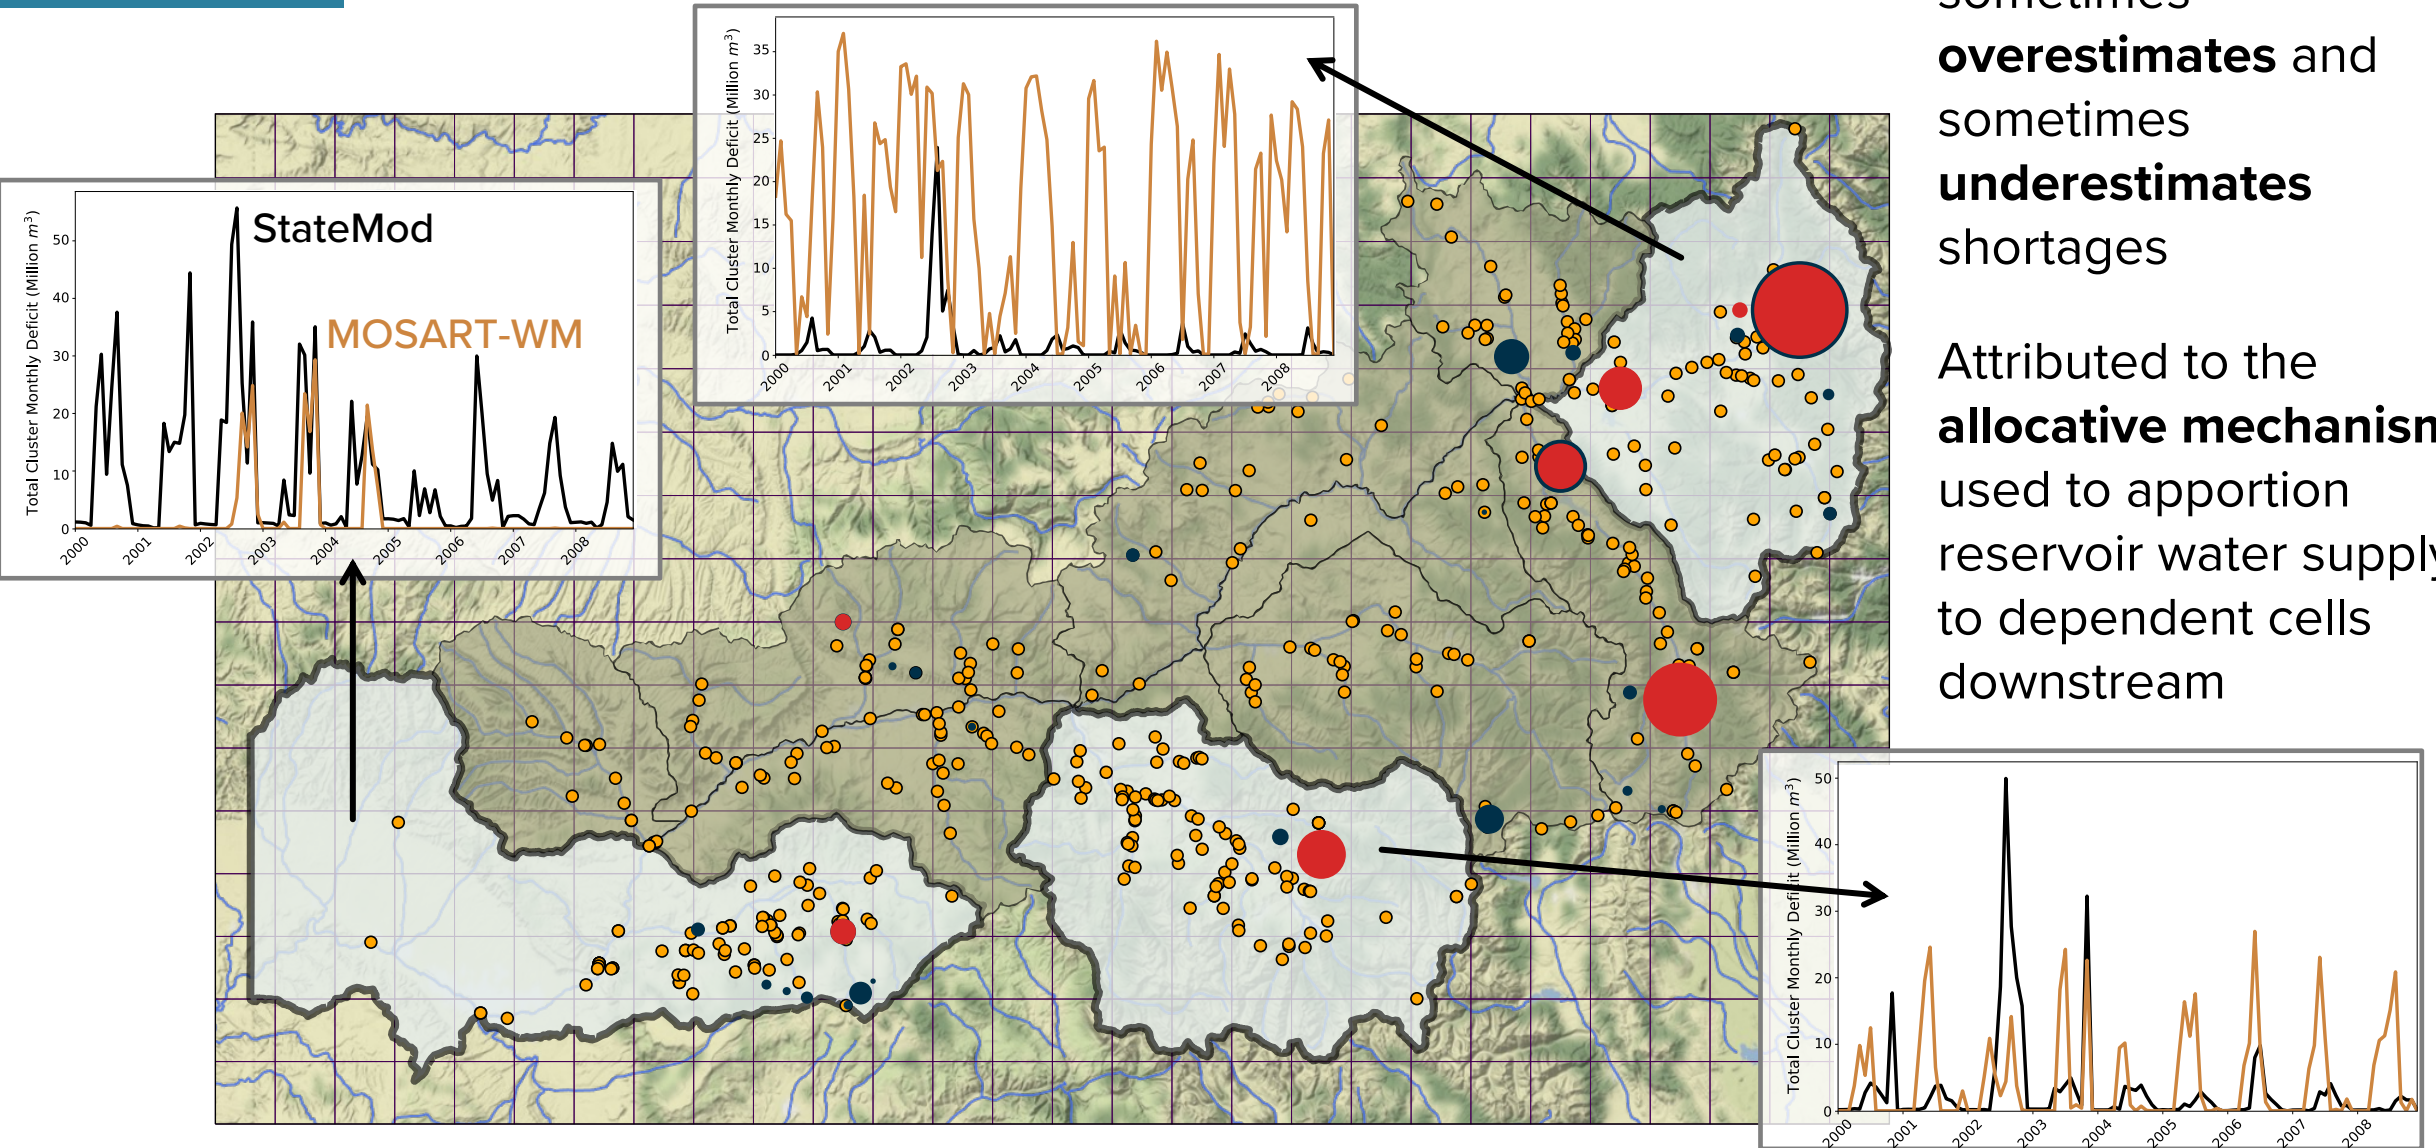 sometimes
overestimates and
sometimes
underestimates
shortages
Attributed to the
allocative mechanism
used to apportion
reservoir water supply
to dependent cells
downstream
Total Cluster Monthly Deficit (Million m³)
35
30
25
20
15
10
5
0
2000 2001 2002 2003 2004 2005 2006 2007 2008
Total Cluster Monthly Deficit (Million m³)
50
40
30
20
10
0
StateMod
MOSART-WM
2000 2001 2002 2003 2004 2005 2006 2007 2008
Total Cluster Monthly Deficit (Million m³)
50
40
30
20
10
0
2000 2001 2002 2003 2004 2005 2006 2007 2008